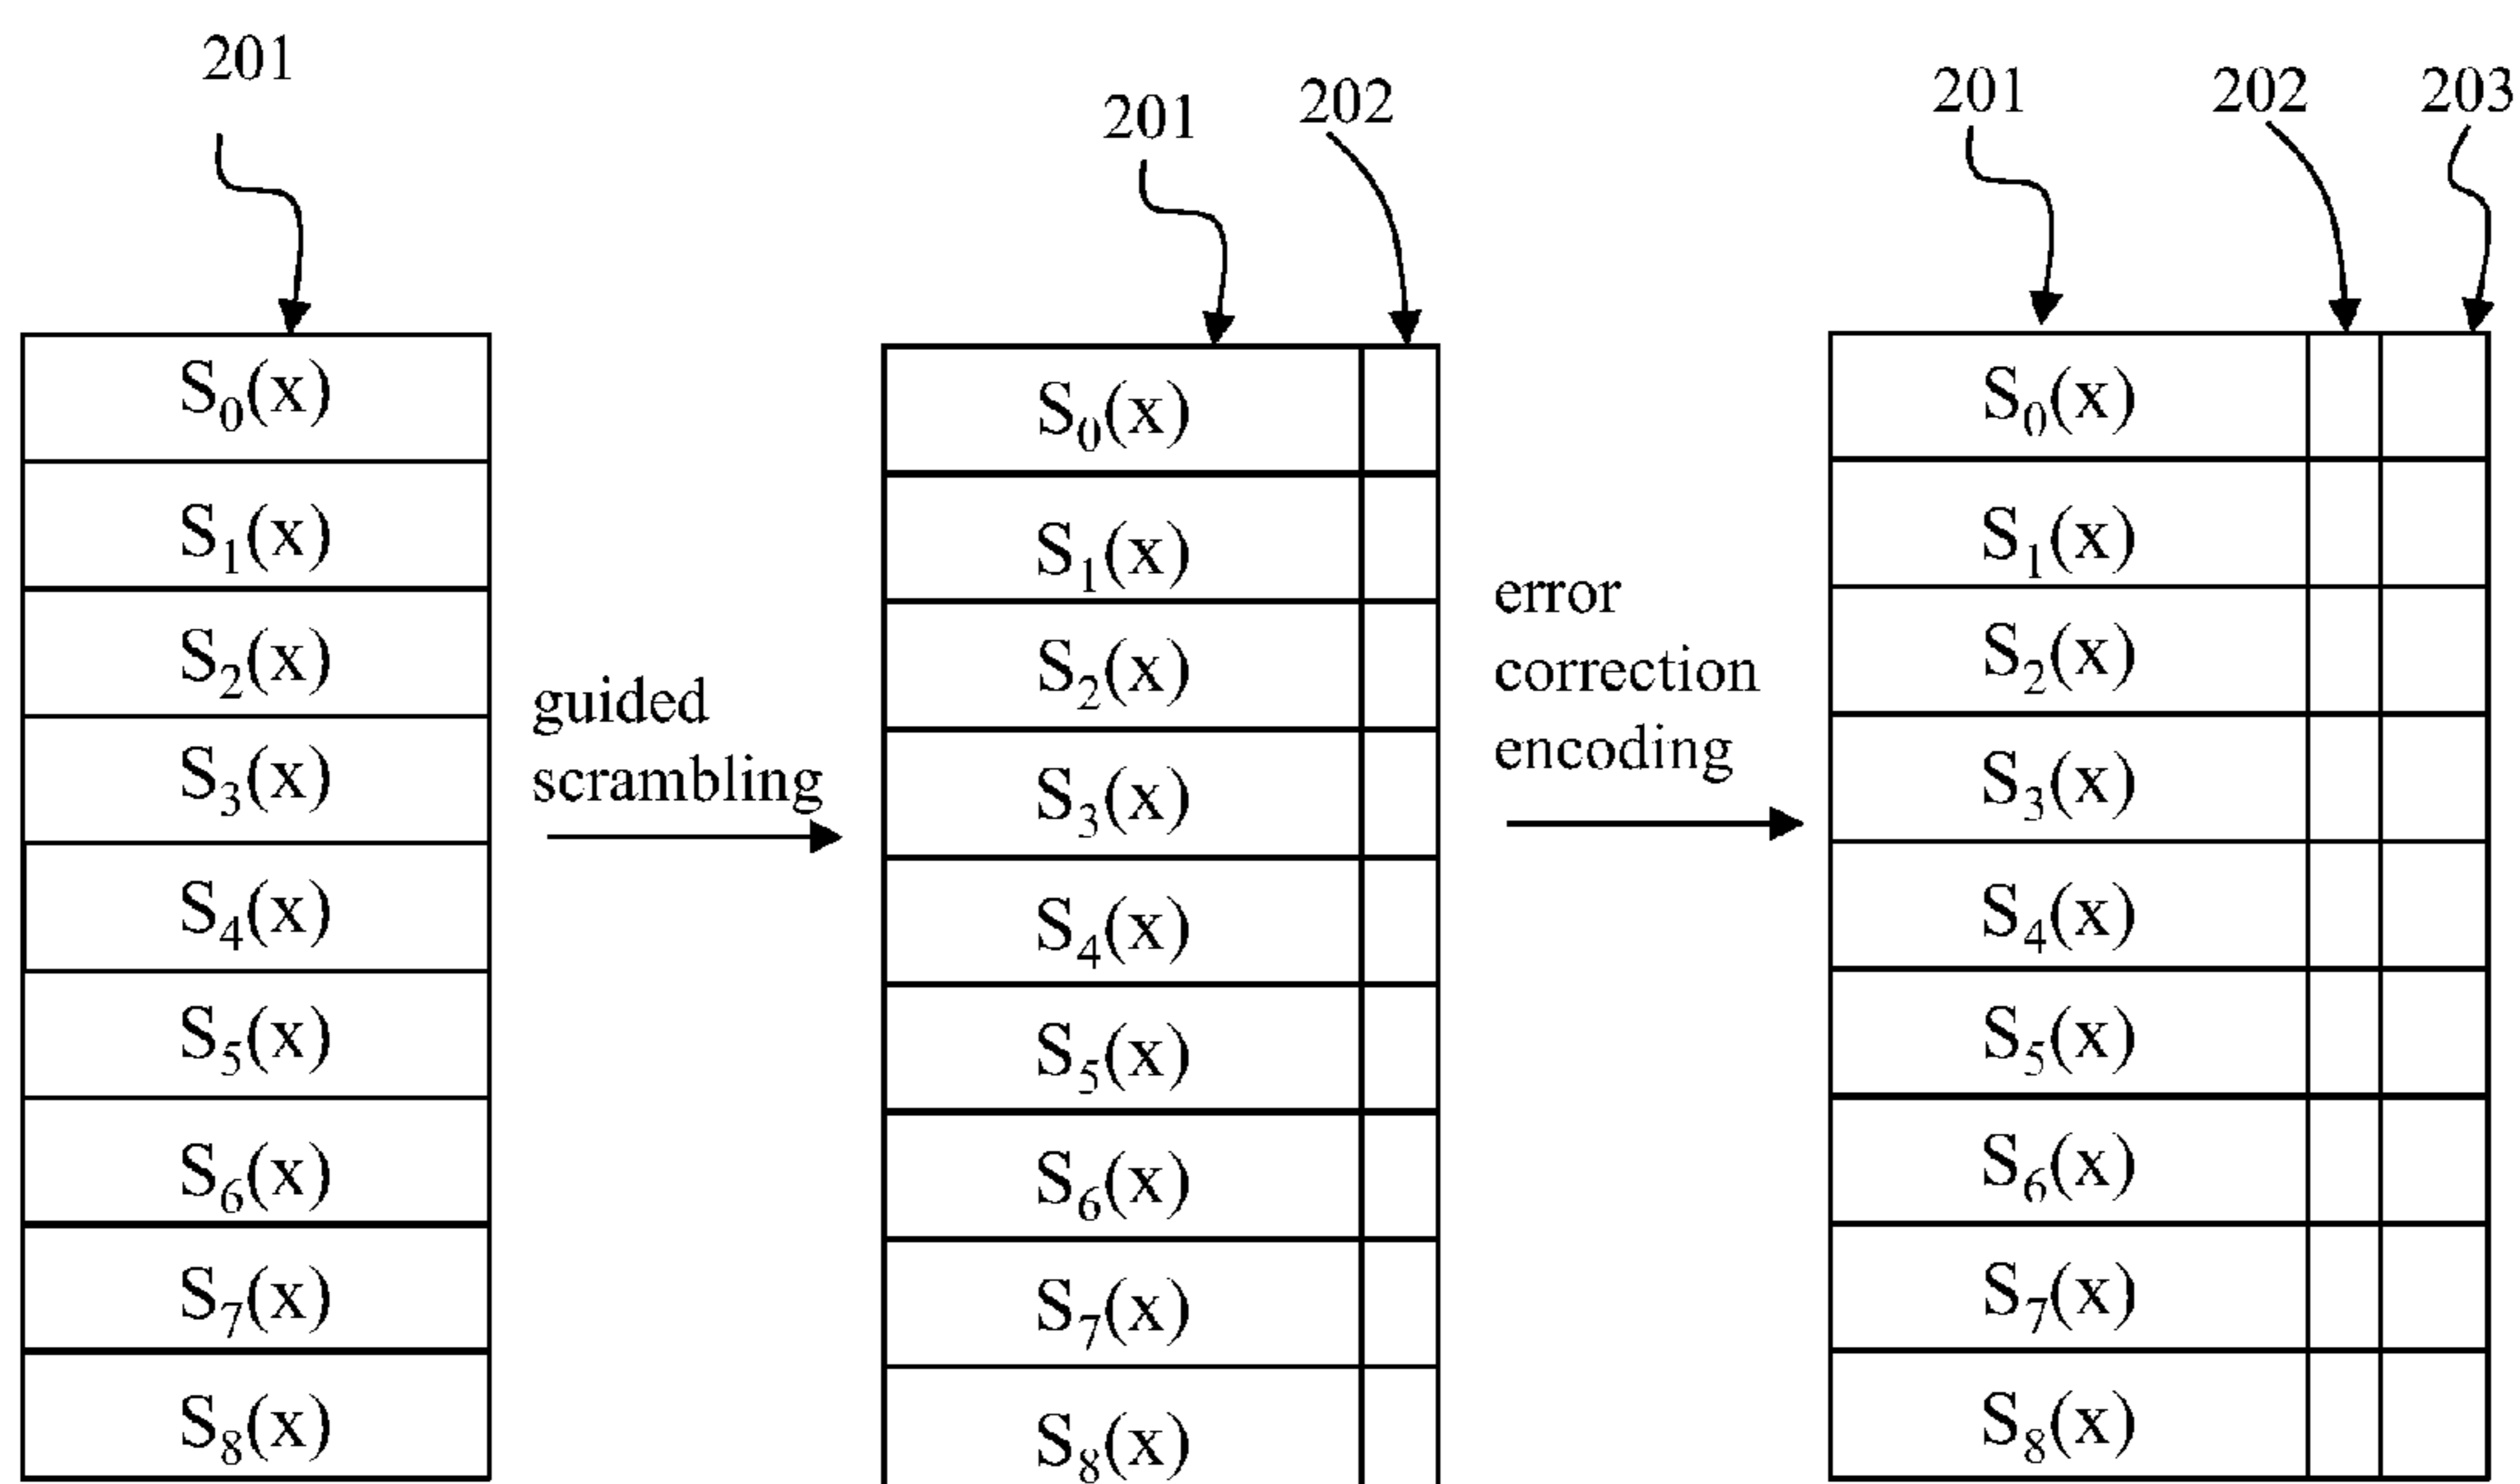 201
S₀(x)
S₁(x)
S₂(x)
S₃(x)
S₄(x)
S₅(x)
S₆(x)
S₇(x)
S₈(x)
guided
scrambling
201 202
S₀(x)
S₁(x)
S₂(x)
S₃(x)
S₄(x)
S₅(x)
S₆(x)
S₇(x)
S₈(x)
error
correction
encoding
201 202 203
S₀(x)
S₁(x)
S₂(x)
S₃(x)
S₄(x)
S₅(x)
S₆(x)
S₇(x)
S₈(x)